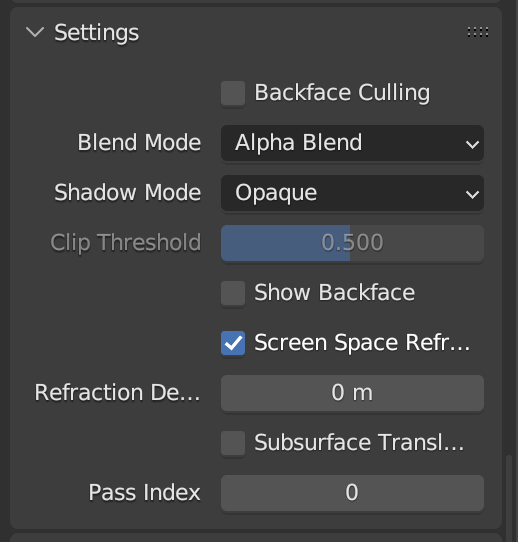 Settings
Backface Culling
Blend Mode Alpha Blend
Shadow Mode Opaque
Clip Threshold 0.500
Show Backface
Screen Space Refr...
Refraction De... 0 m
Subsurface Transl...
Pass Index 0